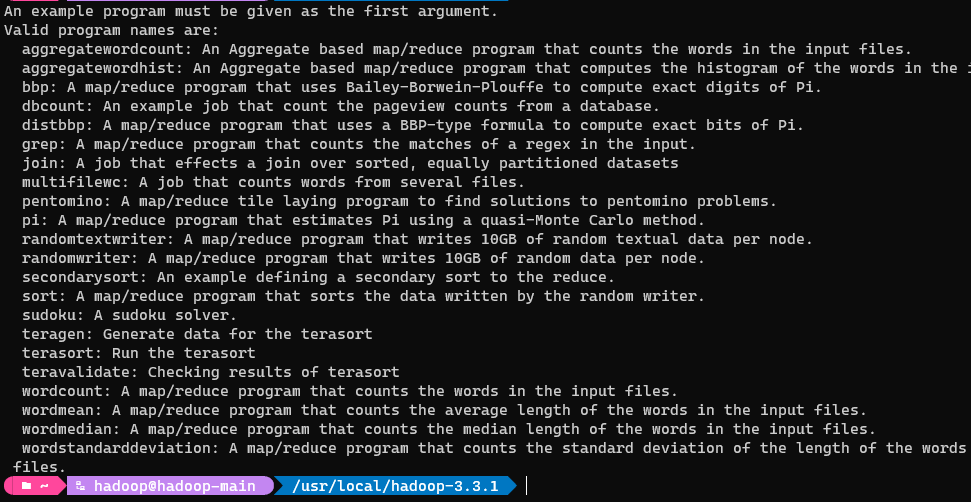 An example program must be given as the first argument.
Valid program names are:
  aggregatewordcount: An Aggregate based map/reduce program that counts the words in the input files.
  aggregatewordhist: An Aggregate based map/reduce program that computes the histogram of the words in the i
  bbp: A map/reduce program that uses Bailey-Borwein-Plouffe to compute exact digits of Pi.
  dbcount: An example job that count the pageview counts from a database.
  distbbp: A map/reduce program that uses a BBP-type formula to compute exact bits of Pi.
  grep: A map/reduce program that counts the matches of a regex in the input.
  join: A job that effects a join over sorted, equally partitioned datasets
  multifilewc: A job that counts words from several files.
  pentomino: A map/reduce tile laying program to find solutions to pentomino problems.
  pi: A map/reduce program that estimates Pi using a quasi-Monte Carlo method.
  randomtextwriter: A map/reduce program that writes 10GB of random textual data per node.
  randomwriter: A map/reduce program that writes 10GB of random data per node.
  secondarysort: An example defining a secondary sort to the reduce.
  sort: A map/reduce program that sorts the data written by the random writer.
  sudoku: A sudoku solver.
  teragen: Generate data for the terasort
  terasort: Run the terasort
  teravalidate: Checking results of terasort
  wordcount: A map/reduce program that counts the words in the input files.
  wordmean: A map/reduce program that counts the average length of the words in the input files.
  wordmedian: A map/reduce program that counts the median length of the words in the input files.
  wordstandarddeviation: A map/reduce program that counts the standard deviation of the length of the words
 files.
hadoop@hadoop-main /usr/local/hadoop-3.3.1